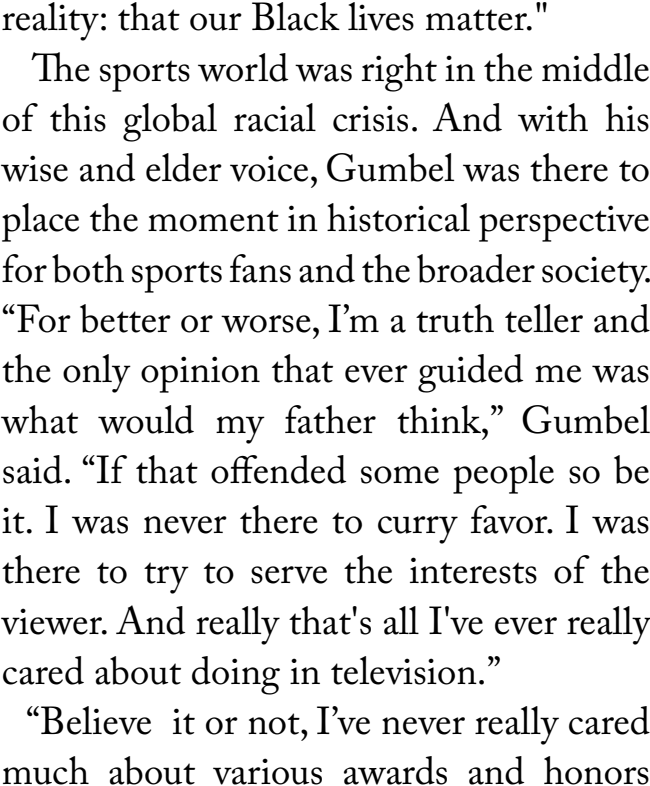 reality: that our Black lives matter."
The sports world was right in the middle
of this global racial crisis. And with his
wise and elder voice, Gumbel was there to
place the moment in historical perspective
for both sports fans and the broader society.
“For better or worse, I’m a truth teller and
the only opinion that ever guided me was
what would my father think,” Gumbel
said. “If that offended some people so be
it. I was never there to curry favor. I was
there to try to serve the interests of the
viewer. And really that's all I've ever really
cared about doing in television.”
“Believe  it or not, I’ve never really cared
much about various awards and honors